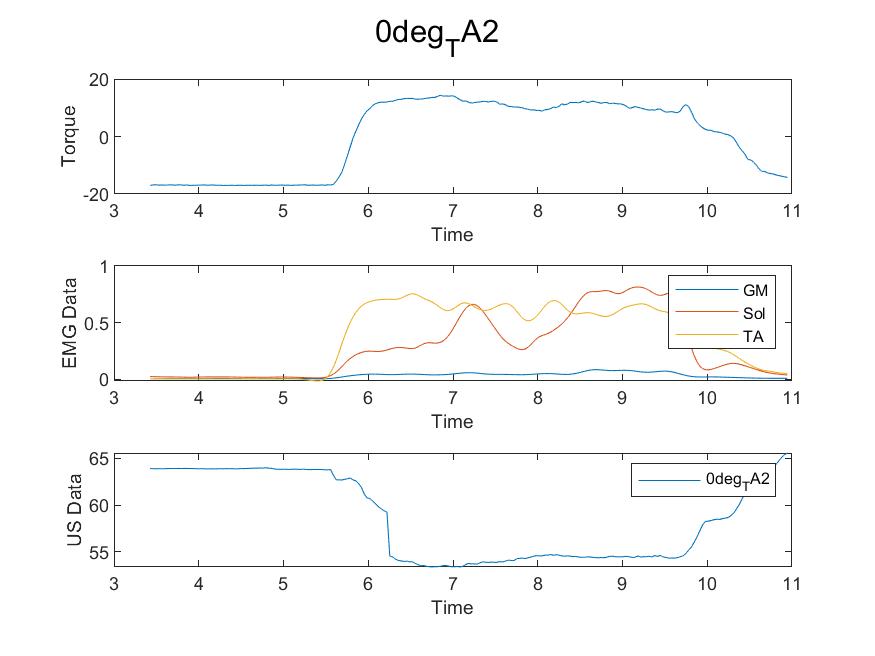 0deg_TA2
20
0
-20
Torque
3 4 5 6 7 8 9 10 11
Time
1
0.5
0
EMG Data
GM
Sol
TA
3 4 5 6 7 8 9 10 11
Time
65
60
55
US Data
0deg_TA2
3 4 5 6 7 8 9 10 11
Time